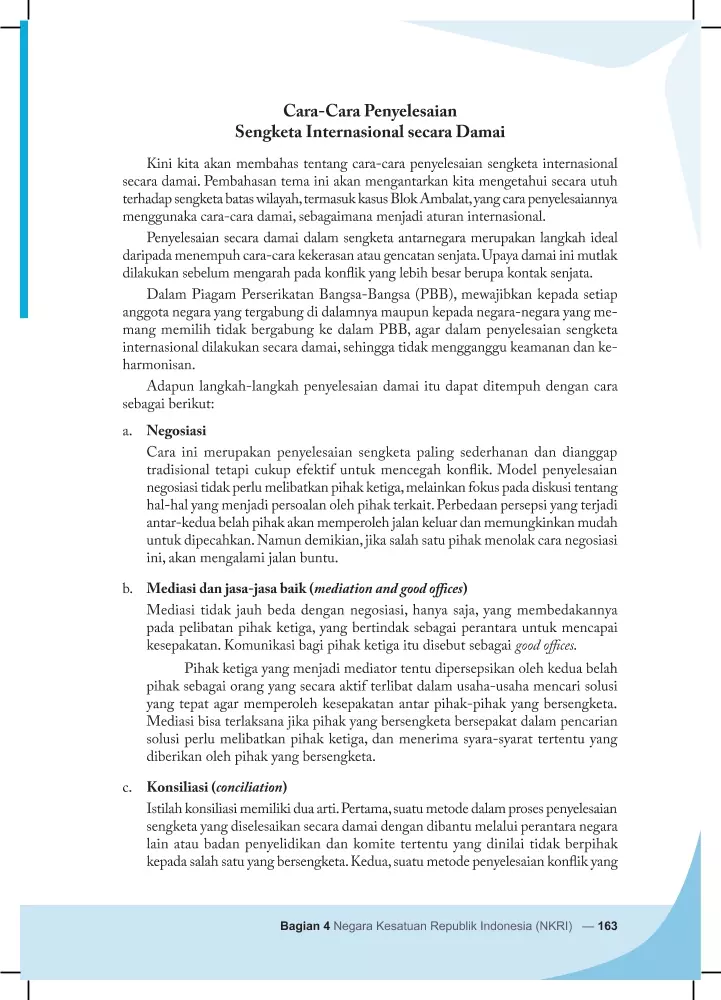 Cara-Cara Penyelesaian
Sengketa Internasional secara Damai
Kini kita akan membahas tentang cara-cara penyelesaian sengketa internasional
secara damai. Pembahasan tema ini akan mengantarkan kita mengetahui secara utuh
terhadap sengketa batas wilayah, termasuk kasus Blok Ambalat, yang cara penyelesaiannya
menggunaka cara-cara damai, sebagaimana menjadi aturan internasional.
Penyelesaian secara damai dalam sengketa antarnegara merupakan langkah ideal
daripada menempuh cara-cara kekerasan atau gencatan senjata. Upaya damai ini mutlak
dilakukan sebelum mengarah pada konflik yang lebih besar berupa kontak senjata.
Dalam Piagam Perserikatan Bangsa-Bangsa (PBB), mewajibkan kepada setiap
anggota negara yang tergabung di dalamnya maupun kepada negara-negara yang me-
mang memilih tidak bergabung ke dalam PBB, agar dalam penyelesaian sengketa
internasional dilakukan secara damai, sehingga tidak mengganggu keamanan dan ke-
harmonisan.
Adapun langkah-langkah penyelesaian damai itu dapat ditempuh dengan cara
sebagai berikut:
a. Negosiasi
Cara ini merupakan penyelesaian sengketa paling sederhanan dan dianggap
tradisional tetapi cukup efektif untuk mencegah konflik. Model penyelesaian
negosiasi tidak perlu melibatkan pihak ketiga, melainkan fokus pada diskusi tentang
hal-hal yang menjadi persoalan oleh pihak terkait. Perbedaan persepsi yang terjadi
antar-kedua belah pihak akan memperoleh jalan keluar dan memungkinkan mudah
untuk dipecahkan. Namun demikian, jika salah satu pihak menolak cara negosiasi
ini, akan mengalami jalan buntu.
b. Mediasi dan jasa-jasa baik (mediation and good offices)
Mediasi tidak jauh beda dengan negosiasi, hanya saja, yang membedakannya
pada pelibatan pihak ketiga, yang bertindak sebagai perantara untuk mencapai
kesepakatan. Komunikasi bagi pihak ketiga itu disebut sebagai good offices.
Pihak ketiga yang menjadi mediator tentu dipersepsikan oleh kedua belah
pihak sebagai orang yang secara aktif terlibat dalam usaha-usaha mencari solusi
yang tepat agar memperoleh kesepakatan antar pihak-pihak yang bersengketa.
Mediasi bisa terlaksana jika pihak yang bersengketa bersepakat dalam pencarian
solusi perlu melibatkan pihak ketiga, dan menerima syara-syarat tertentu yang
diberikan oleh pihak yang bersengketa.
c. Konsiliasi (conciliation)
Istilah konsiliasi memiliki dua arti. Pertama, suatu metode dalam proses penyelesaian
sengketa yang diselesaikan secara damai dengan dibantu melalui perantara negara
lain atau badan penyelidikan dan komite tertentu yang dinilai tidak berpihak
kepada salah satu yang bersengketa. Kedua, suatu metode penyelesaian konflik yang
Bagian 4 Negara Kesatuan Republik Indonesia (NKRI) — 163